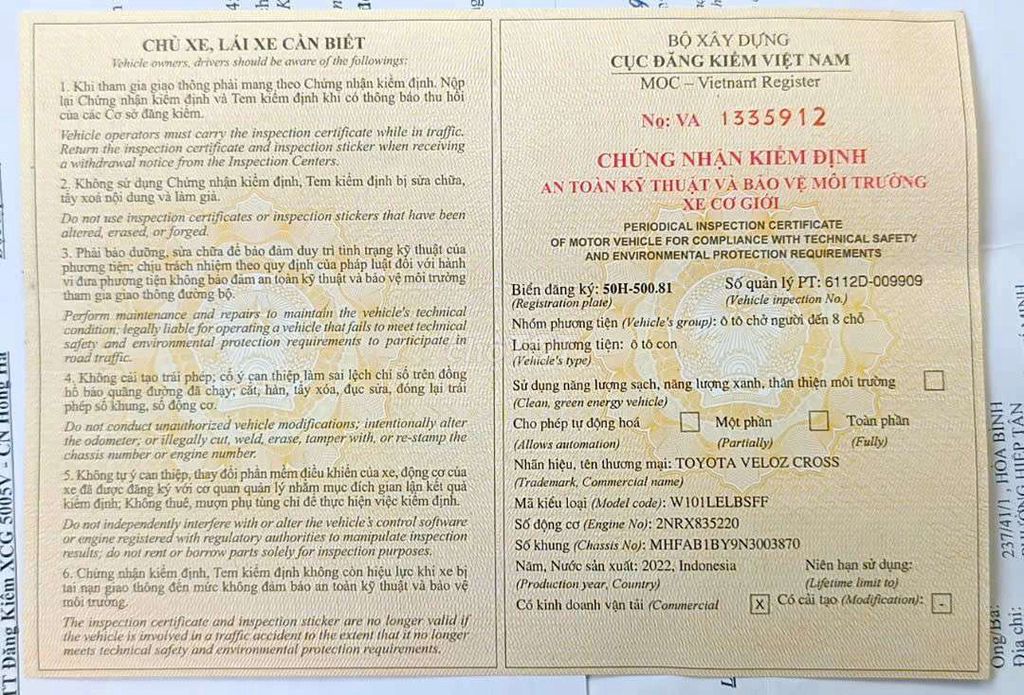 CHỦ XE, LÁI XE CẦN BIẾT
Vehicle owners, drivers should be aware of the followings:
1. Khi tham gia giao thông phải mang theo Chứng nhận kiểm định. Nộp
lại Chứng nhận kiểm định và Tem kiểm định khi có thông báo thu hồi
của các Cơ sở đăng kiểm.
Vehicle operators must carry the inspection certificate while in traffic.
Return the inspection certificate and inspection sticker when receiving
a withdrawal notice from the Inspection Centers.
2. Không sử dụng Chứng nhận kiểm định, Tem kiểm định bị sửa chữa,
tẩy xoá nội dung và làm giả.
Do not use inspection certificates or inspection stickers that have been
altered, erased, or forged.
3. Phải bảo dưỡng, sửa chữa để bảo đảm duy trì tình trạng kỹ thuật của
phương tiện; chịu trách nhiệm theo quy định của pháp luật đối với hành
vi đưa phương tiện không bảo đảm an toàn kỹ thuật và bảo vệ môi trường
tham gia giao thông đường bộ.
Perform maintenance and repairs to maintain the vehicle's technical
condition; legally liable for operating a vehicle that fails to meet technical
safety and environmental protection requirements to participate in
road traffic.
4. Không cải tạo trái phép; cố ý can thiệp làm sai lệch chỉ số trên đồng
hồ báo quãng đường đã chạy; cắt, hàn, tẩy xóa, đục sửa, đóng lại trái
phép số khung, số động cơ.
Do not conduct unauthorized vehicle modifications; intentionally alter
the odometer; or illegally cut, weld, erase, tamper with, or re-stamp the
chassis number or engine number.
5. Không tự ý can thiệp, thay đổi phần mềm điều khiển của xe, động cơ của
xe đã được đăng ký với cơ quan quản lý nhằm mục đích gian lận kết quả
kiểm định; Không thuê, mượn phụ tùng chỉ để thực hiện việc kiểm định.
Do not independently interfere with or alter the vehicle's control software
or engine registered with regulatory authorities to manipulate inspection
results; do not rent or borrow parts solely for inspection purposes.
6. Chứng nhận kiểm định, Tem kiểm định không còn hiệu lực khi xe bị
tai nạn giao thông đến mức không đảm bảo an toàn kỹ thuật và bảo vệ
môi trường.
The inspection certificate and inspection sticker are no longer valid if
the vehicle is involved in a traffic accident to the extent that it no longer
meets technical safety and environmental protection requirements.
BỘ XÂY DỰNG
CỤC ĐĂNG KIỂM VIỆT NAM
MOC – Vietnam Register
No: VA 1335912
CHỨNG NHẬN KIỂM ĐỊNH
AN TOÀN KỸ THUẬT VÀ BẢO VỆ MÔI TRƯỜNG
XE CƠ GIỚI
PERIODICAL INSPECTION CERTIFICATE
OF MOTOR VEHICLE FOR COMPLIANCE WITH TECHNICAL SAFETY
AND ENVIRONMENTAL PROTECTION REQUIREMENTS
Biển đăng ký: 50H-500.81 Số quản lý PT: 6112D-009909
(Registration plate) (Vehicle inspection No.)
Nhóm phương tiện (Vehicle's group): ô tô chở người đến 8 chỗ
Loại phương tiện: ô tô con
(Vehicle's type)
Sử dụng năng lượng sạch, năng lượng xanh, thân thiện môi trường
(Clean, green energy vehicle)
Cho phép tự động hoá Một phần Toàn phần
(Allows automation) (Partially) (Fully)
Nhãn hiệu, tên thương mại: TOYOTA VELOZ CROSS
(Trademark, Commercial name)
Mã kiểu loại (Model code): W101LELBSFF
Số động cơ (Engine No): 2NRX835220
Số khung (Chassis No): MHFAB1BY9N3003870
Năm, Nước sản xuất: 2022, Indonesia Niên hạn sử dụng:
(Production year, Country) (Lifetime limit to)
Có kinh doanh vận tải (Commercial X Có cải tạo (Modification): -
TT Đăng Kiểm XCG 5005V - CN Hồng Hà
237/41/1 , HÒA BÌNH
Ông/Bà:
Địa chỉ: